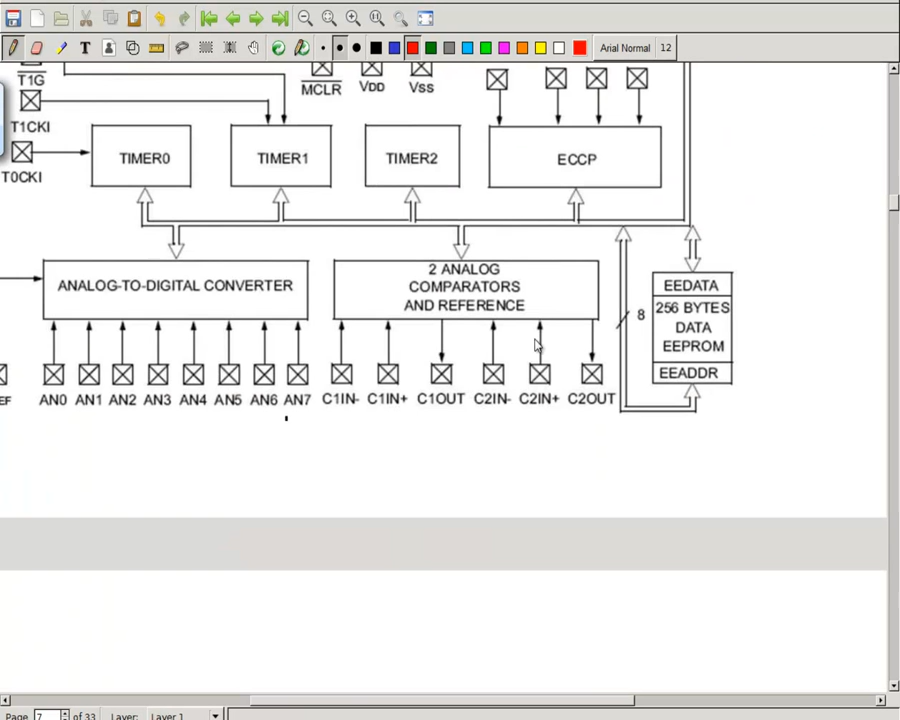 T
Arial Normal 12
T1G
MCLR VDD VSS
T1CKI
TIMER0 TIMER1 TIMER2 ECCP
T0CKI
ANALOG-TO-DIGITAL CONVERTER
2 ANALOG
COMPARATORS
AND REFERENCE
8
EEDATA
256 BYTES
DATA
EEPROM
EEADDR
EF AN0 AN1 AN2 AN3 AN4 AN5 AN6 AN7 C1IN- C1IN+ C1OUT C2IN- C2IN+ C2OUT
Page 7 of 33 Layer: Layer 1